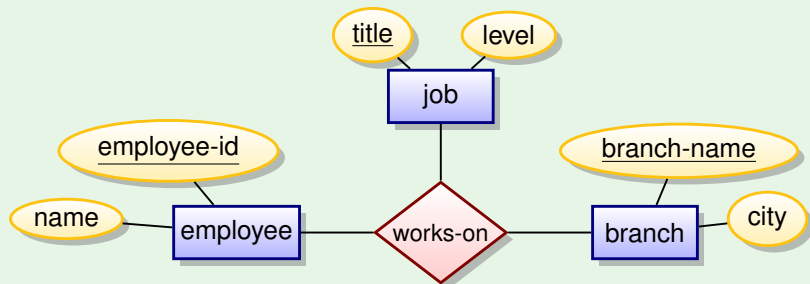 title
level
job
employee-id
branch-name
name
employee
works-on
branch
city